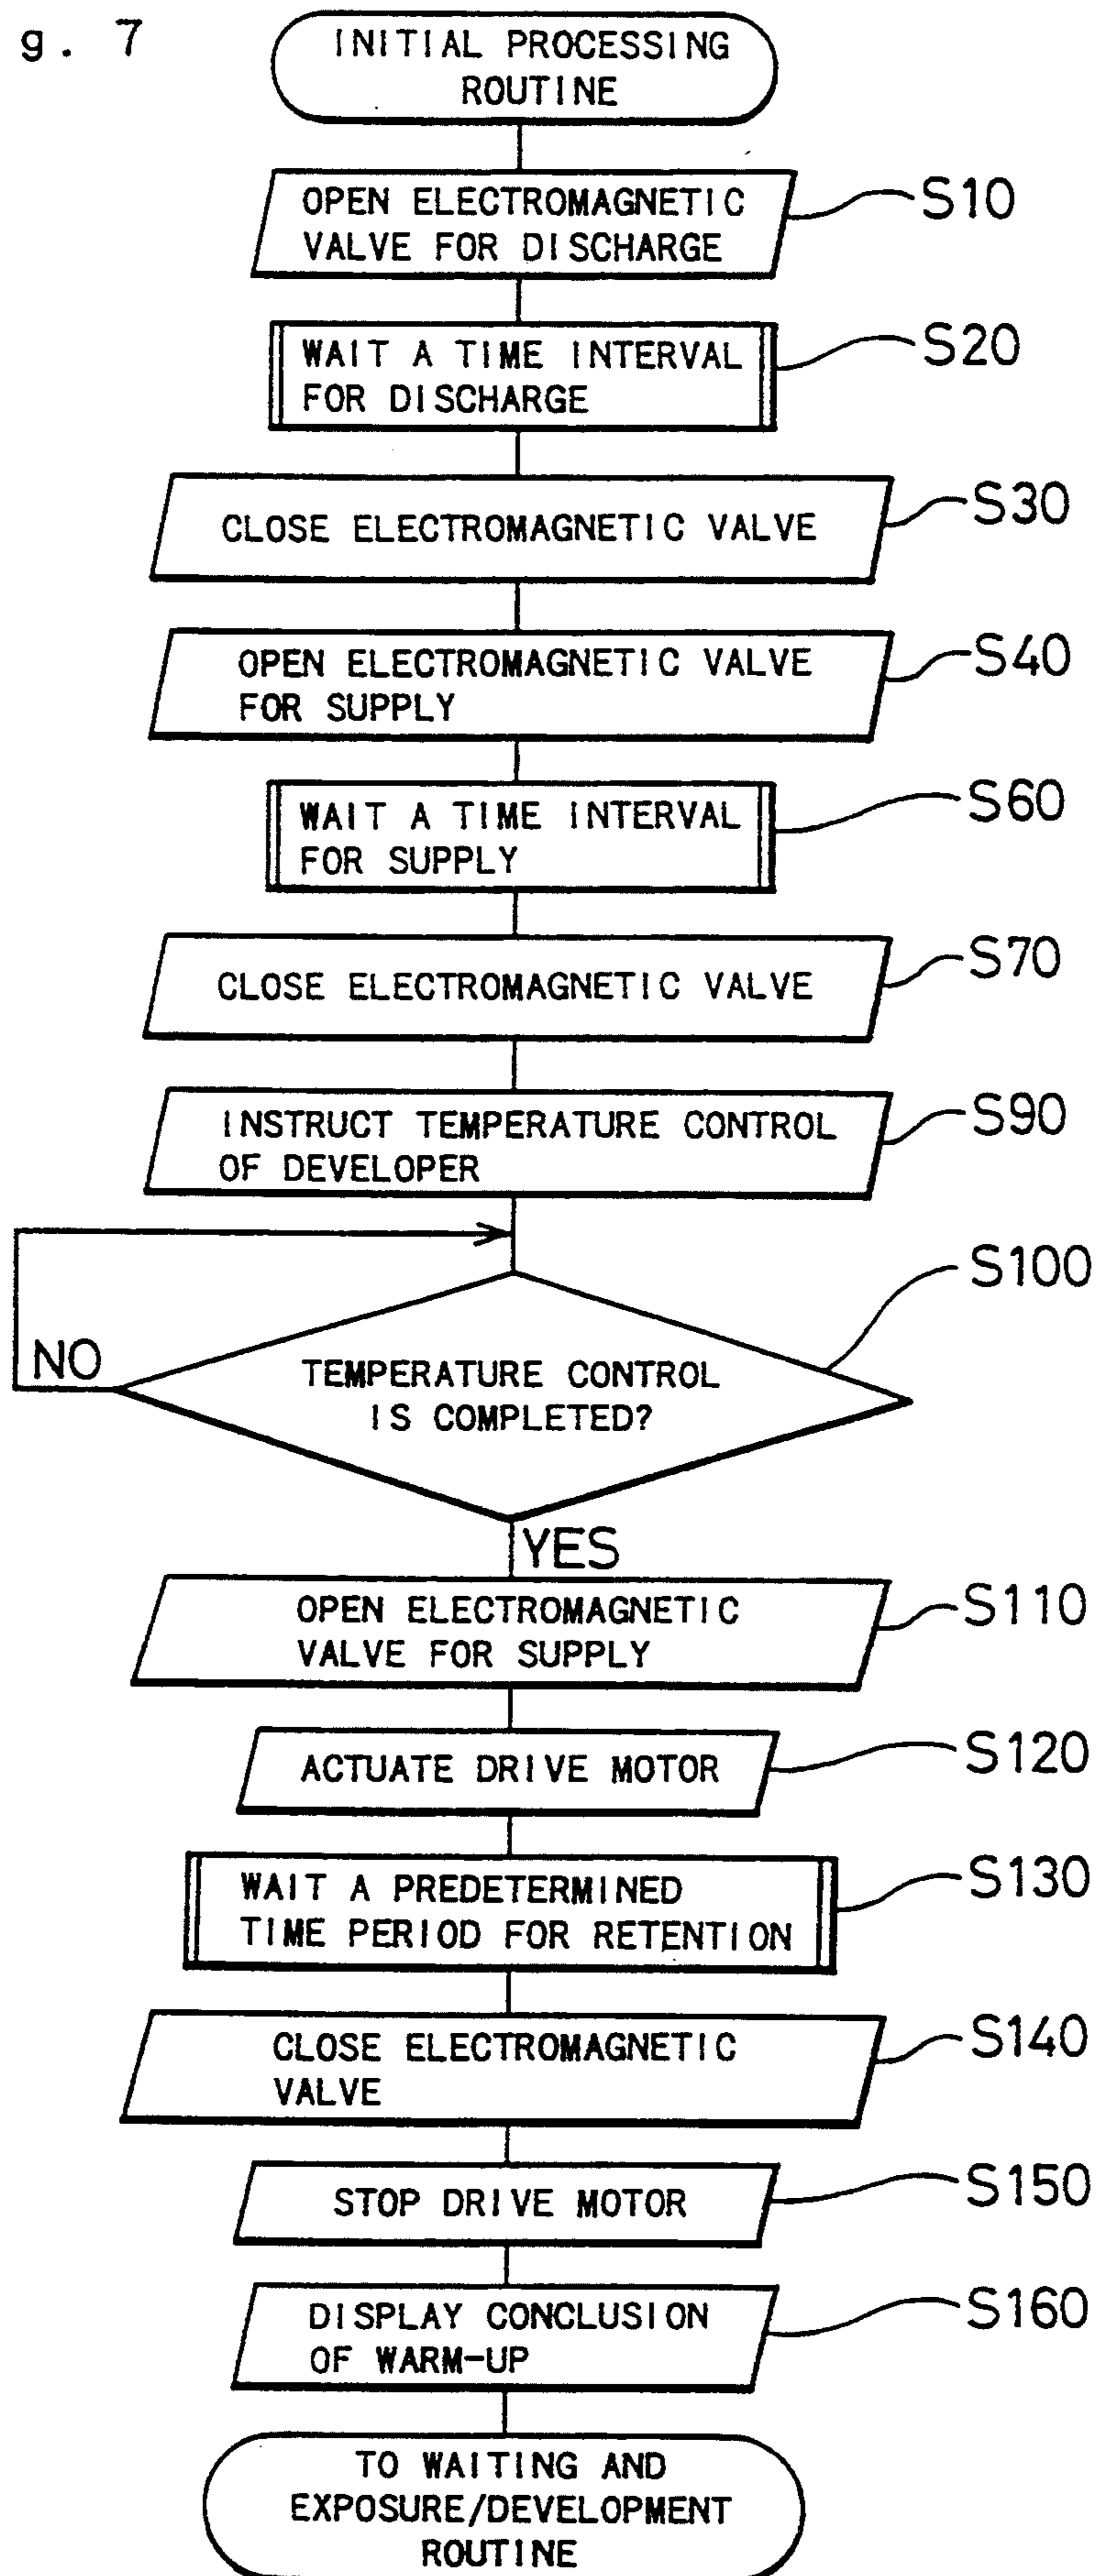 g. 7
INITIAL PROCESSING
ROUTINE
OPEN ELECTROMAGNETIC
VALVE FOR DISCHARGE
S10
WAIT A TIME INTERVAL
FOR DISCHARGE
S20
CLOSE ELECTROMAGNETIC VALVE
S30
OPEN ELECTROMAGNETIC VALVE
FOR SUPPLY
S40
WAIT A TIME INTERVAL
FOR SUPPLY
S60
CLOSE ELECTROMAGNETIC VALVE
S70
INSTRUCT TEMPERATURE CONTROL
OF DEVELOPER
S90
S100
NO
TEMPERATURE CONTROL
IS COMPLETED?
YES
OPEN ELECTROMAGNETIC
VALVE FOR SUPPLY
S110
ACTUATE DRIVE MOTOR
S120
WAIT A PREDETERMINED
TIME PERIOD FOR RETENTION
S130
CLOSE ELECTROMAGNETIC
VALVE
S140
STOP DRIVE MOTOR
S150
DISPLAY CONCLUSION
OF WARM-UP
S160
TO WAITING AND
EXPOSURE/DEVELOPMENT
ROUTINE